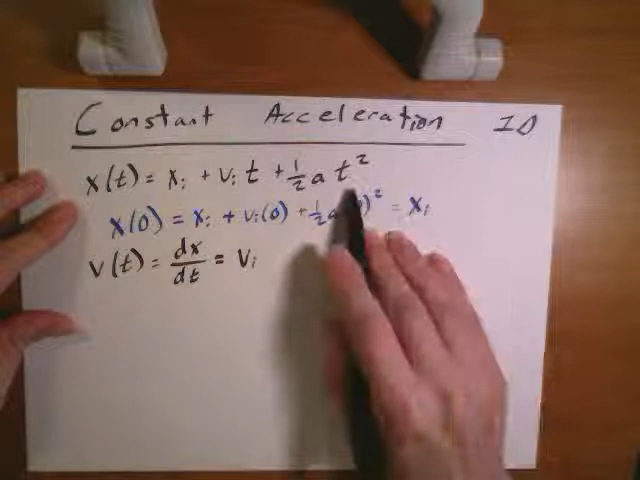 Constant Acceleration 1D
x(t) = xᵢ + vᵢ t + ½ a t²
x(0) = xᵢ + vᵢ(0) + ½ a 0)² = xᵢ
v(t) = dx/dt = vᵢ